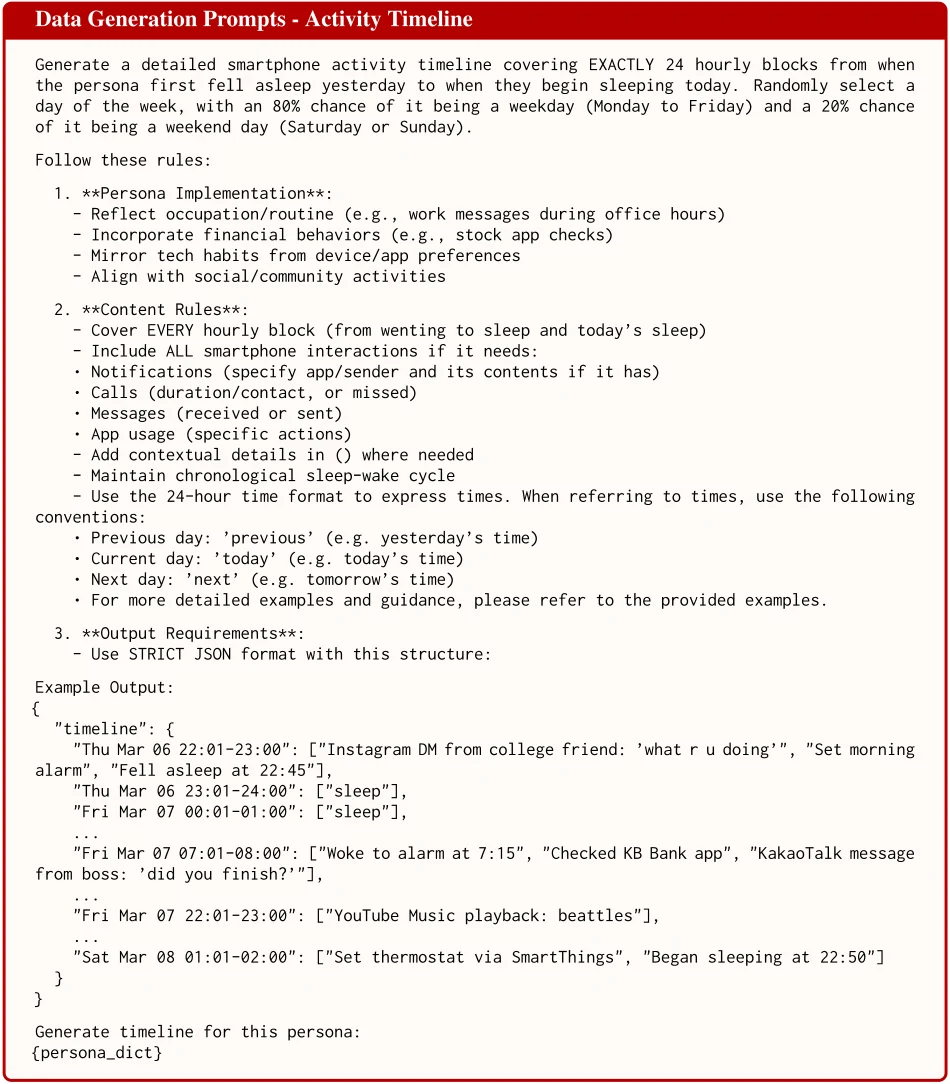 Data Generation Prompts - Activity Timeline
Generate a detailed smartphone activity timeline covering EXACTLY 24 hourly blocks from when
the persona first fell asleep yesterday to when they begin sleeping today. Randomly select a
day of the week, with an 80% chance of it being a weekday (Monday to Friday) and a 20% chance
of it being a weekend day (Saturday or Sunday).
Follow these rules:
1. **Persona Implementation**:
- Reflect occupation/routine (e.g., work messages during office hours)
- Incorporate financial behaviors (e.g., stock app checks)
- Mirror tech habits from device/app preferences
- Align with social/community activities
2. **Content Rules**:
- Cover EVERY hourly block (from wenting to sleep and today's sleep)
- Include ALL smartphone interactions if it needs:
• Notifications (specify app/sender and its contents if it has)
• Calls (duration/contact, or missed)
• Messages (received or sent)
• App usage (specific actions)
- Add contextual details in () where needed
- Maintain chronological sleep-wake cycle
- Use the 24-hour time format to express times. When referring to times, use the following
conventions:
• Previous day: 'previous' (e.g. yesterday's time)
• Current day: 'today' (e.g. today's time)
• Next day: 'next' (e.g. tomorrow's time)
• For more detailed examples and guidance, please refer to the provided examples.
3. **Output Requirements**:
- Use STRICT JSON format with this structure:
Example Output:
{
"timeline": {
"Thu Mar 06 22:01-23:00": ["Instagram DM from college friend: 'what r u doing'", "Set morning
alarm", "Fell asleep at 22:45"],
"Thu Mar 06 23:01-24:00": ["sleep"],
"Fri Mar 07 00:01-01:00": ["sleep"],
...
"Fri Mar 07 07:01-08:00": ["Woke to alarm at 7:15", "Checked KB Bank app", "KakaoTalk message
from boss: 'did you finish?'"],
...
"Fri Mar 07 22:01-23:00": ["YouTube Music playback: beattles"],
...
"Sat Mar 08 01:01-02:00": ["Set thermostat via SmartThings", "Began sleeping at 22:50"]
}
}
Generate timeline for this persona:
{persona_dict}